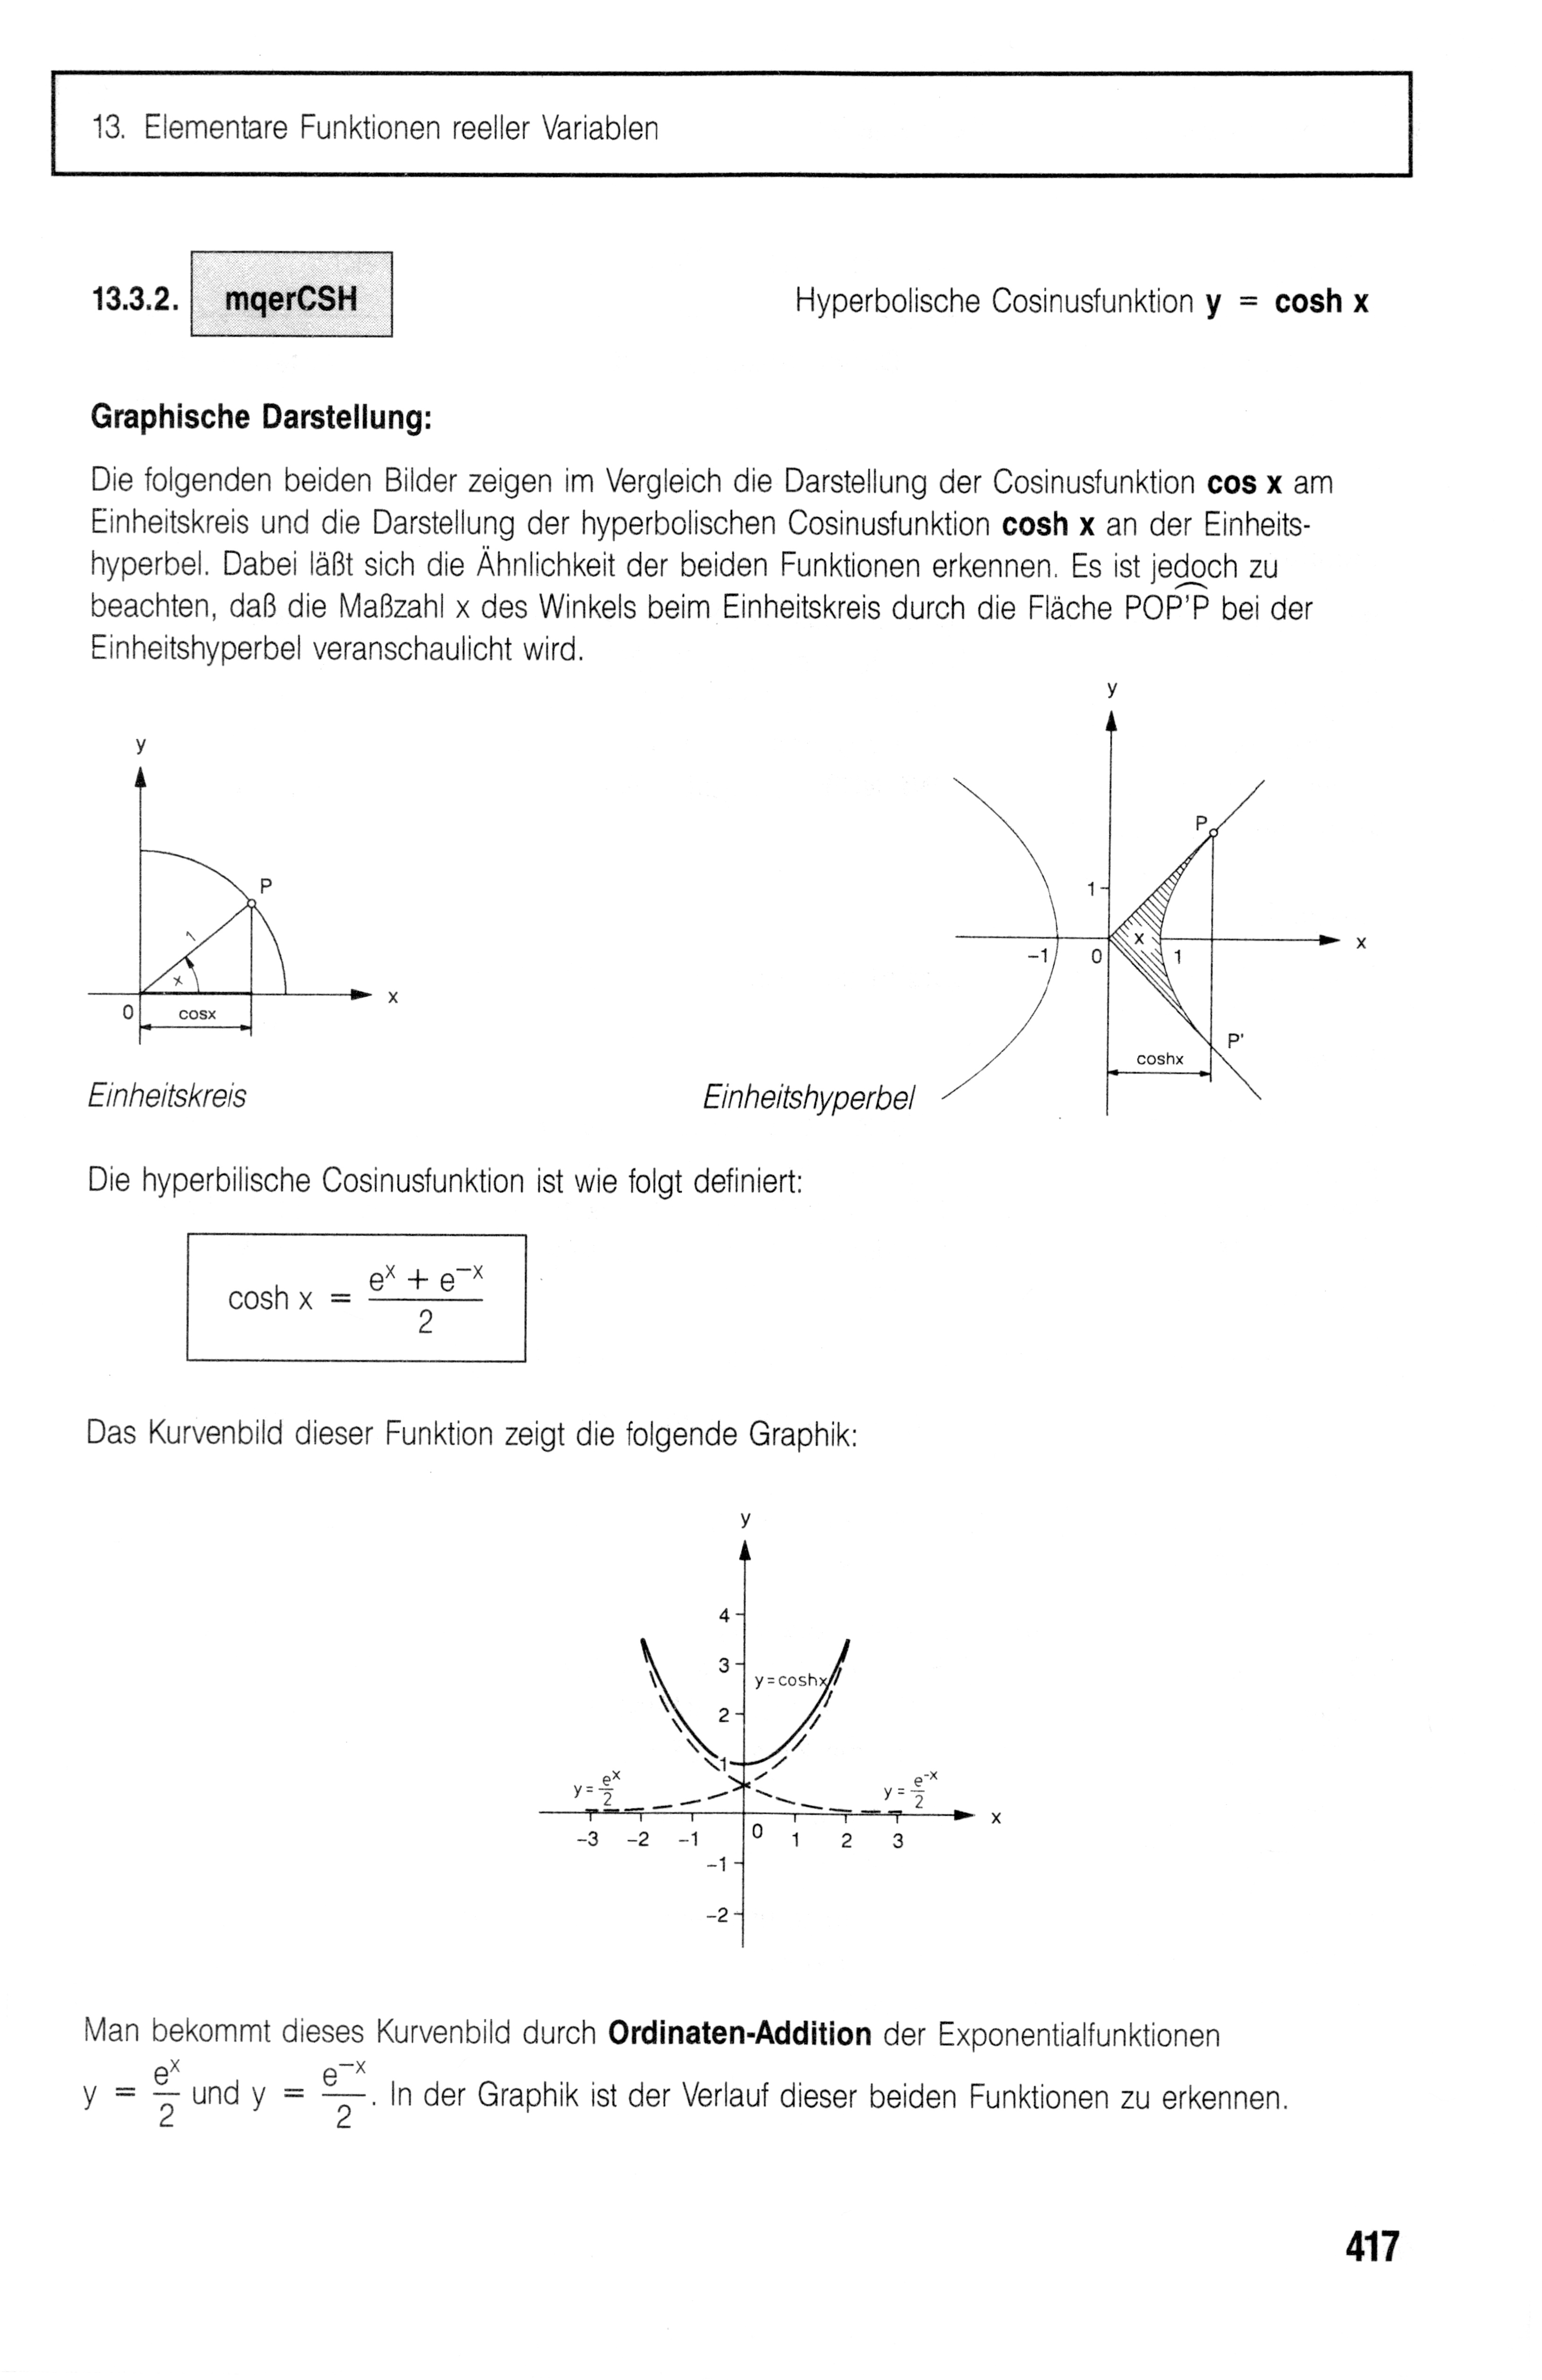 13. Elementare Funktionen reeller Variablen
13.3.2. mqerCSH Hyperbolische Cosinusfunktion y = cosh x
Graphische Darstellung:
Die folgenden beiden Bilder zeigen im Vergleich die Darstellung der Cosinusfunktion cos x am
Einheitskreis und die Darstellung der hyperbolischen Cosinusfunktion cosh x an der Einheits-
hyperbel. Dabei läßt sich die Ähnlichkeit der beiden Funktionen erkennen. Es ist jedoch zu
beachten, daß die Maßzahl x des Winkels beim Einheitskreis durch die Fläche POP'P bei der
Einheitshyperbel veranschaulicht wird.
y
P
1
x
x
0
cosx
Einheitskreis
y
P
1
x
x
-1
0
1
P'
coshx
Einheitshyperbel
Die hyperbilische Cosinusfunktion ist wie folgt definiert:
cosh x = (e^x + e^−x)/2
Das Kurvenbild dieser Funktion zeigt die folgende Graphik:
y
4
3
y=coshx
2
1
y=e^x/2
y=e^-x/2
x
-3 -2 -1 0 1 2 3
-1
-2
Man bekommt dieses Kurvenbild durch Ordinaten-Addition der Exponentialfunktionen
y = e^x/2 und y = e^−x/2. In der Graphik ist der Verlauf dieser beiden Funktionen zu erkennen.
417